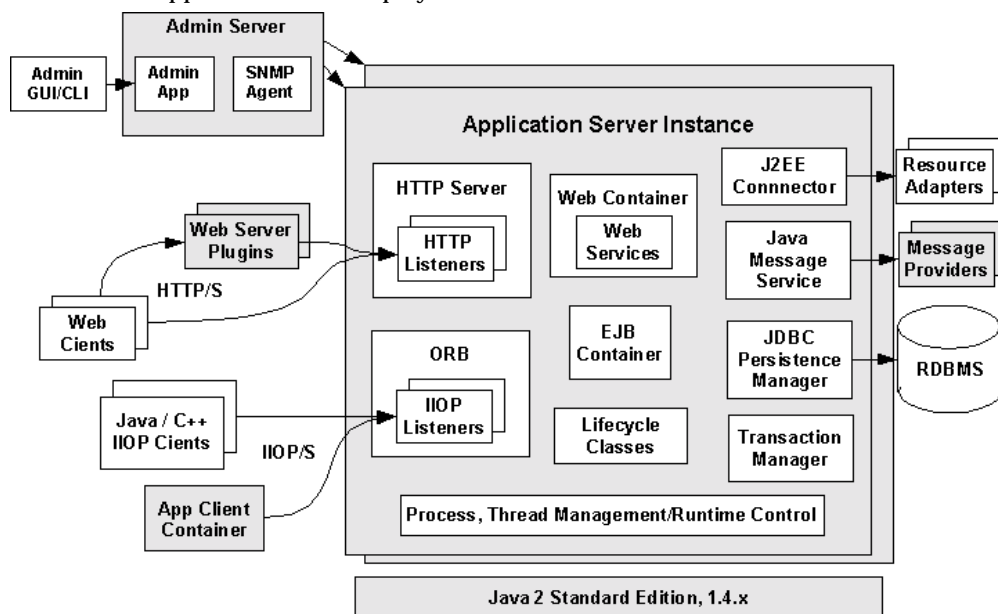 Admin Server
Admin
GUI/CLI
Admin
App
SNMP
Agent
Application Server Instance
HTTP Server
HTTP
Listeners
Web Container
Web
Services
J2EE
Connnector
Resource
Adapters
Web Server
Plugins
HTTP/S
Web
Cients
Java
Message
Service
Message
Providers
ORB
IIOP
Listeners
EJB
Container
JDBC
Persistence
Manager
RDBMS
Java / C++
IIOP Cients
IIOP/S
Lifecycle
Classes
Transaction
Manager
App Client
Container
Process, Thread Management/Runtime Control
Java 2 Standard Edition, 1.4.x